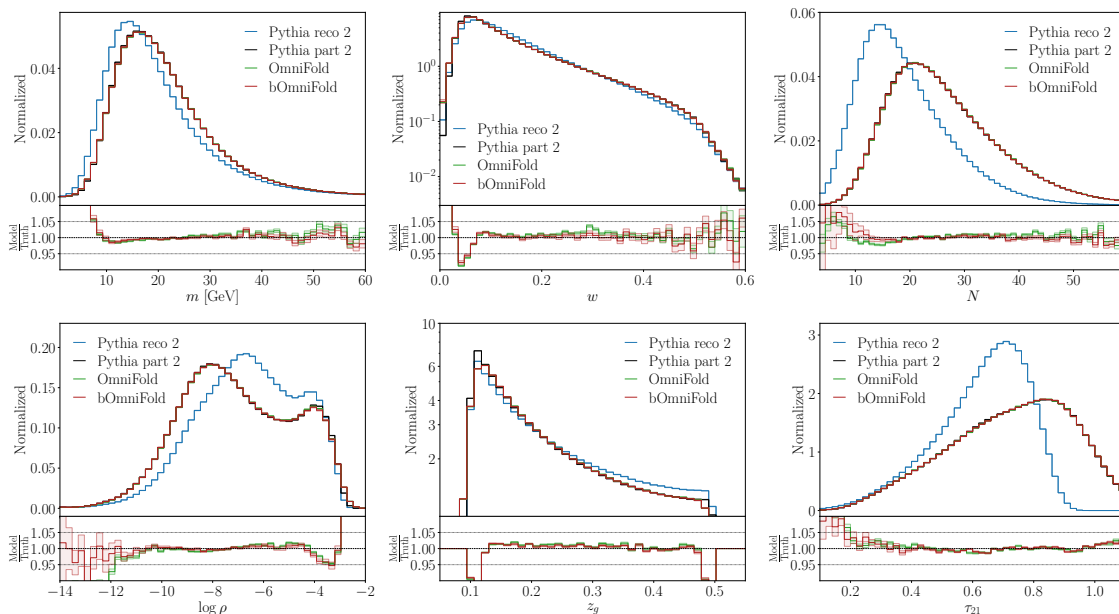 0.04
0.02
0.00
Normalized
Pythia reco 2
Pythia part 2
OmniFold
bOmniFold
1.05
1.00
0.95
Model
Truth
10 20 30 40 50 60
m [GeV]
10⁰
10⁻¹
10⁻²
Normalized
Pythia reco 2
Pythia part 2
OmniFold
bOmniFold
1.05
1.00
0.95
Model
Truth
0.0 0.2 0.4 0.6
w
0.06
0.04
0.02
0.00
Normalized
Pythia reco 2
Pythia part 2
OmniFold
bOmniFold
1.05
1.00
0.95
Model
Truth
10 20 30 40 50
N
0.20
0.15
0.10
0.05
0.00
Normalized
Pythia reco 2
Pythia part 2
OmniFold
bOmniFold
1.05
1.00
0.95
Model
Truth
−14 −12 −10 −8 −6 −4 −2
log ρ
10
6
4
3
2
Normalized
Pythia reco 2
Pythia part 2
OmniFold
bOmniFold
1.05
1.00
0.95
Model
Truth
0.1 0.2 0.3 0.4 0.5
z_g
3
2
1
0
Normalized
Pythia reco 2
Pythia part 2
OmniFold
bOmniFold
1.05
1.00
0.95
Model
Truth
0.2 0.4 0.6 0.8 1.0
τ₂₁